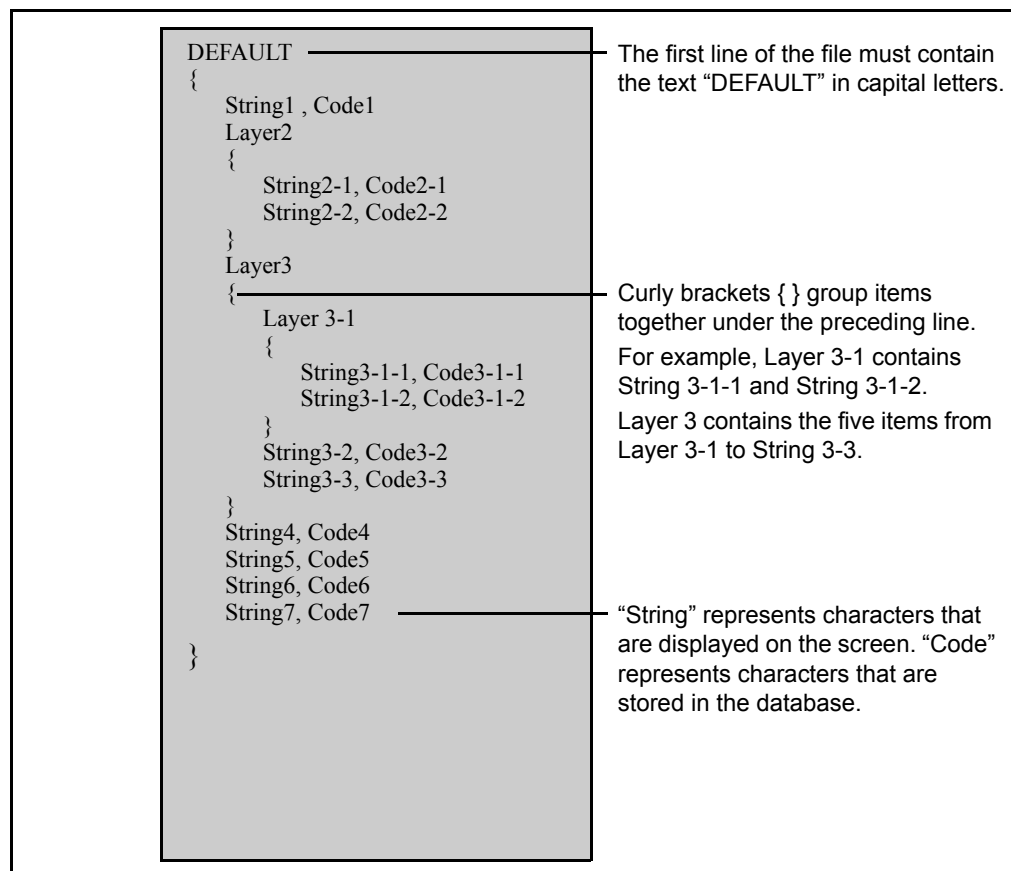 DEFAULT
{
String1 , Code1
Layer2
{
String2-1, Code2-1
String2-2, Code2-2
}
Layer3
{
Layer 3-1
{
String3-1-1, Code3-1-1
String3-1-2, Code3-1-2
}
String3-2, Code3-2
String3-3, Code3-3
}
String4, Code4
String5, Code5
String6, Code6
String7, Code7
}
The first line of the file must contain
the text “DEFAULT” in capital letters.
Curly brackets { } group items
together under the preceding line.
For example, Layer 3-1 contains
String 3-1-1 and String 3-1-2.
Layer 3 contains the five items from
Layer 3-1 to String 3-3.
“String” represents characters that
are displayed on the screen. “Code”
represents characters that are
stored in the database.